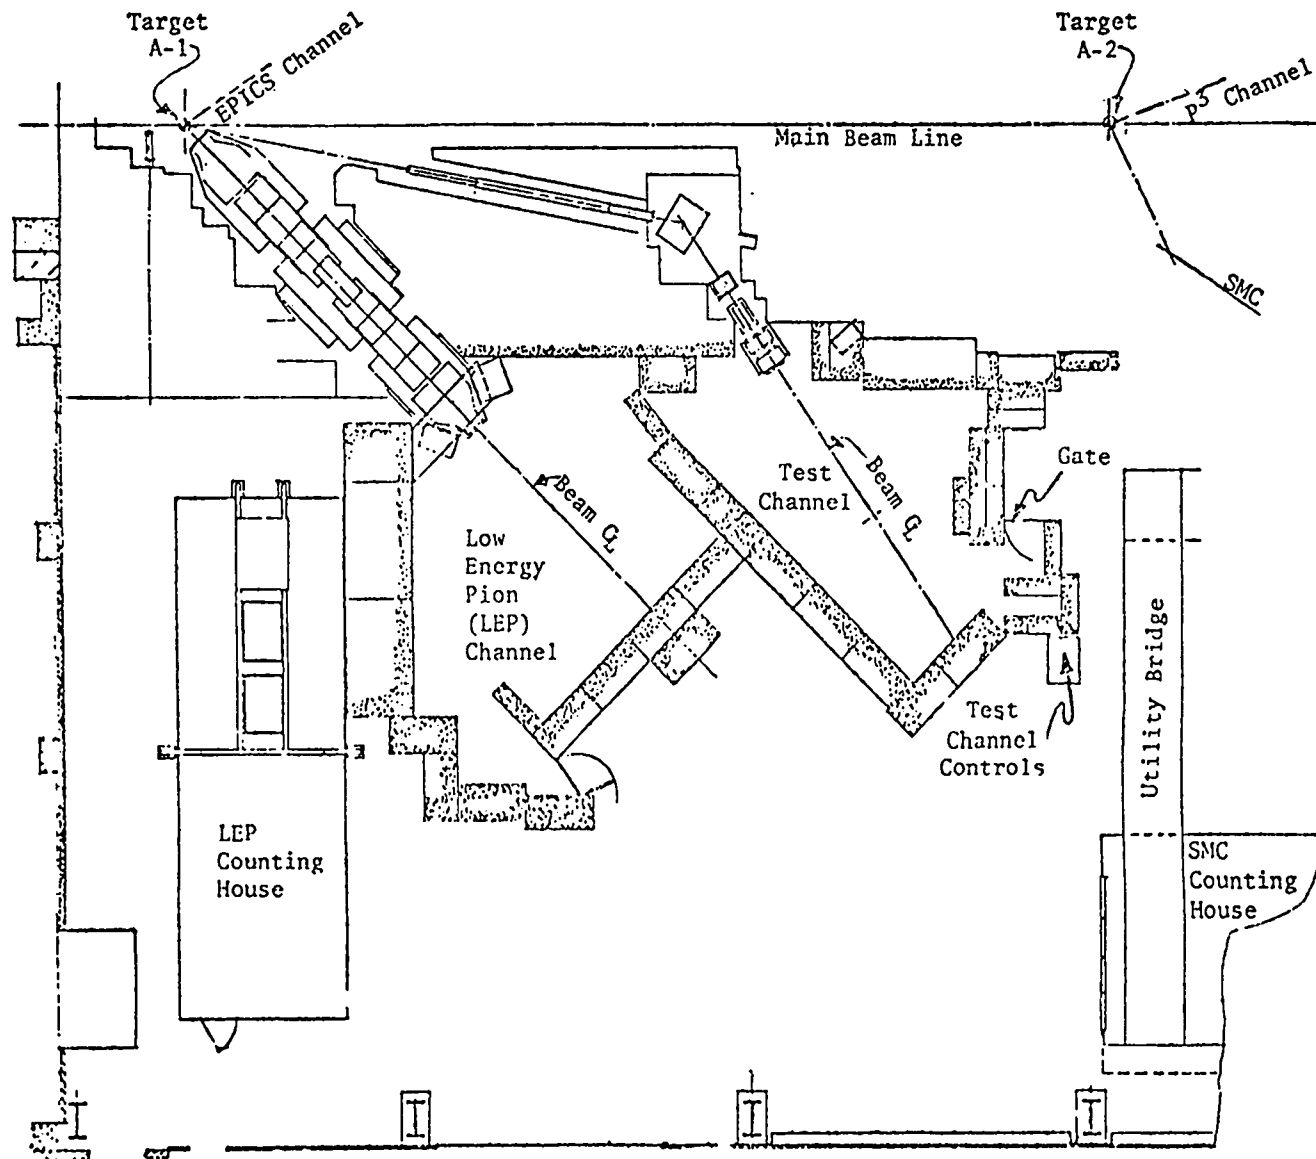 Target
A-1
EPICS Channel
Target
A-2
P³ Channel
Main Beam Line
SMC
Gate
Test
Channel
Beam ℄
Beam ℄
Low
Energy
Pion
(LEP)
Channel
Utility Bridge
Test
Channel
Controls
LEP
Counting
House
SMC
Counting
House